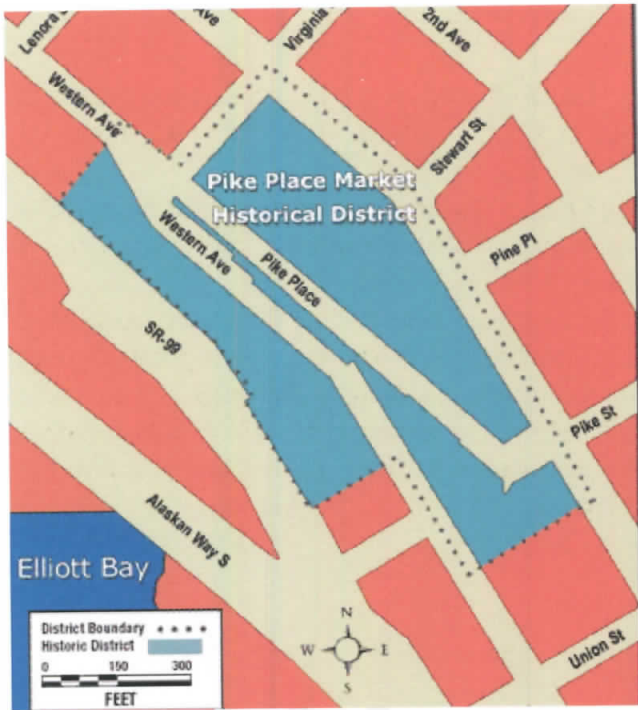 Lenora
Ave
Virginia
2nd Ave
Western Ave
Stewart St
Pike Place Market
Historical District
Pine Pl
Western Ave
Pike Place
SR-99
Pike St
Alaskan Way S
Elliott Bay
N
W E
S
Union St
District Boundary
Historic District
0 150 300
FEET